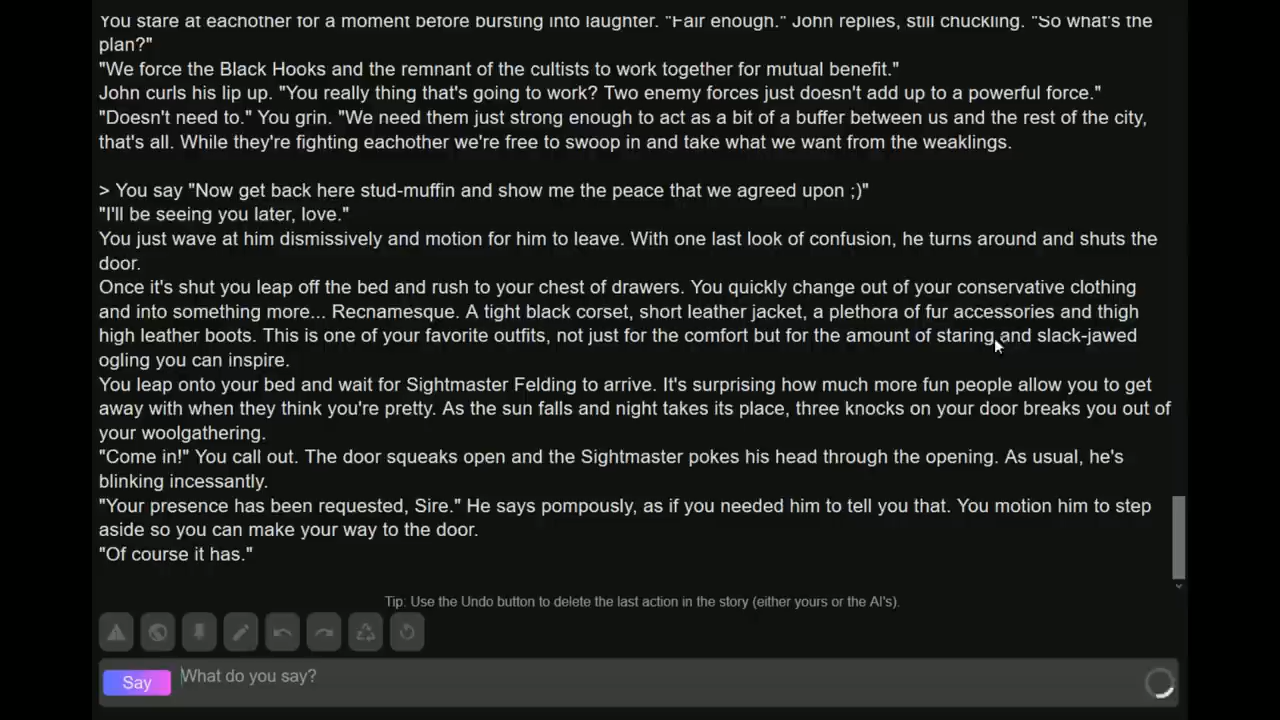 You stare at eachother for a moment before bursting into laughter. "Fair enough." John replies, still chuckling. "So what's the
plan?"
"We force the Black Hooks and the remnant of the cultists to work together for mutual benefit."
John curls his lip up. "You really thing that's going to work? Two enemy forces just doesn't add up to a powerful force."
"Doesn't need to." You grin. "We need them just strong enough to act as a bit of a buffer between us and the rest of the city,
that's all. While they're fighting eachother we're free to swoop in and take what we want from the weaklings.
> You say "Now get back here stud-muffin and show me the peace that we agreed upon ;)"
"I'll be seeing you later, love."
You just wave at him dismissively and motion for him to leave. With one last look of confusion, he turns around and shuts the
door.
Once it's shut you leap off the bed and rush to your chest of drawers. You quickly change out of your conservative clothing
and into something more... Recnamesque. A tight black corset, short leather jacket, a plethora of fur accessories and thigh
high leather boots. This is one of your favorite outfits, not just for the comfort but for the amount of staring and slack-jawed
ogling you can inspire.
You leap onto your bed and wait for Sightmaster Felding to arrive. It's surprising how much more fun people allow you to get
away with when they think you're pretty. As the sun falls and night takes its place, three knocks on your door breaks you out of
your woolgathering.
"Come in!" You call out. The door squeaks open and the Sightmaster pokes his head through the opening. As usual, he's
blinking incessantly.
"Your presence has been requested, Sire." He says pompously, as if you needed him to tell you that. You motion him to step
aside so you can make your way to the door.
"Of course it has."
Tip: Use the Undo button to delete the last action in the story (either yours or the AI's).
Say What do you say?